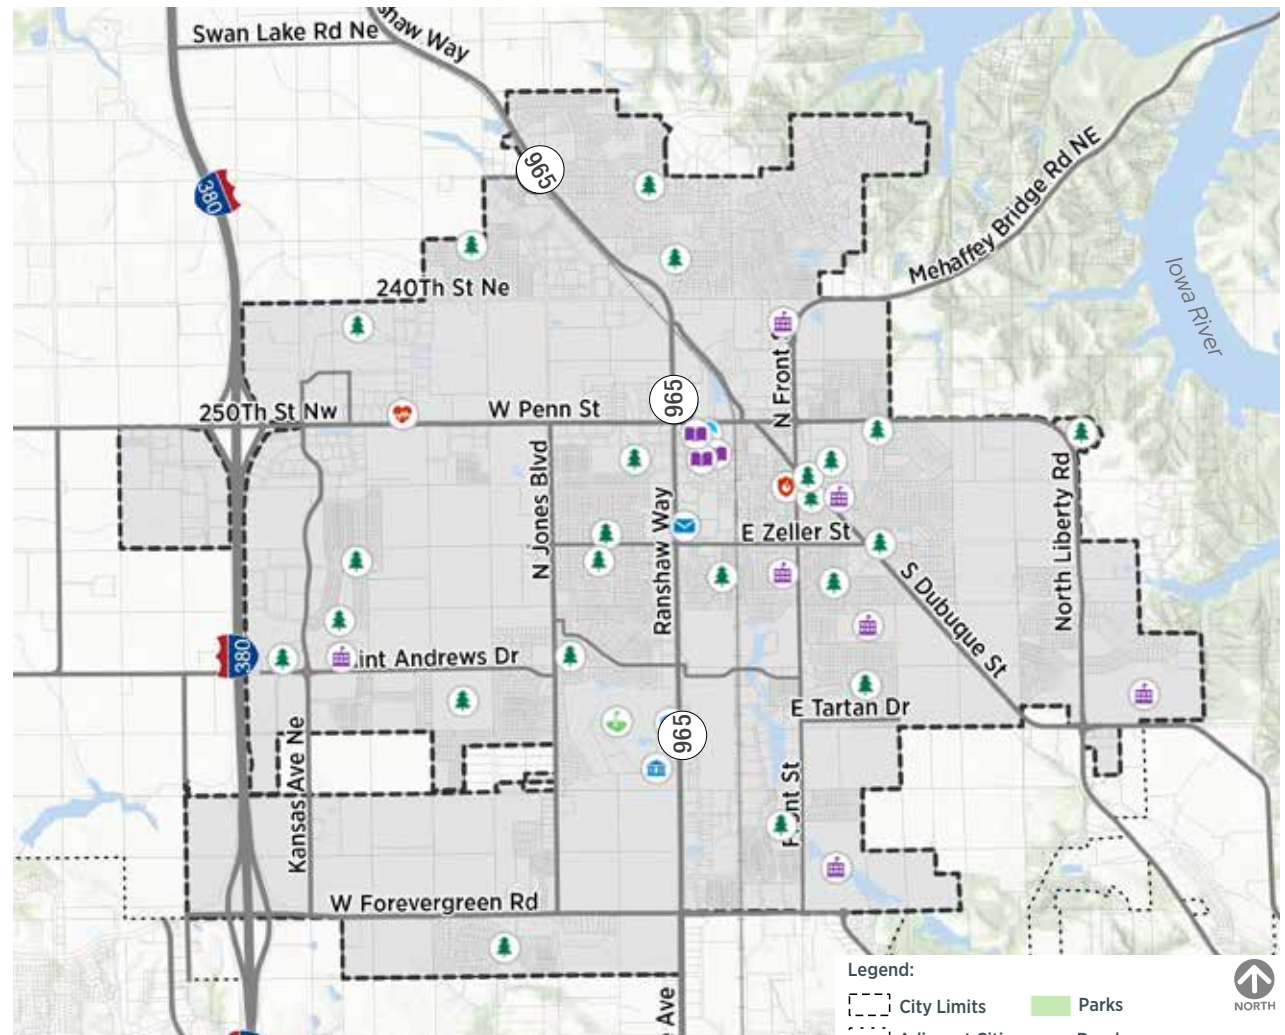 Swan Lake Rd Ne
shaw Way
965
380
Mehaffey Bridge Rd NE
Iowa River
240Th St Ne
N Front
965
250Th St Nw
W Penn St
N Jones Blvd
Ranshaw Way
E Zeller St
North Liberty Rd
S Dubuque St
380
int Andrews Dr
E Tartan Dr
965
Kansas Ave Ne
nt St
W Forevergreen Rd
Ave
Legend:
City Limits
Parks
NORTH